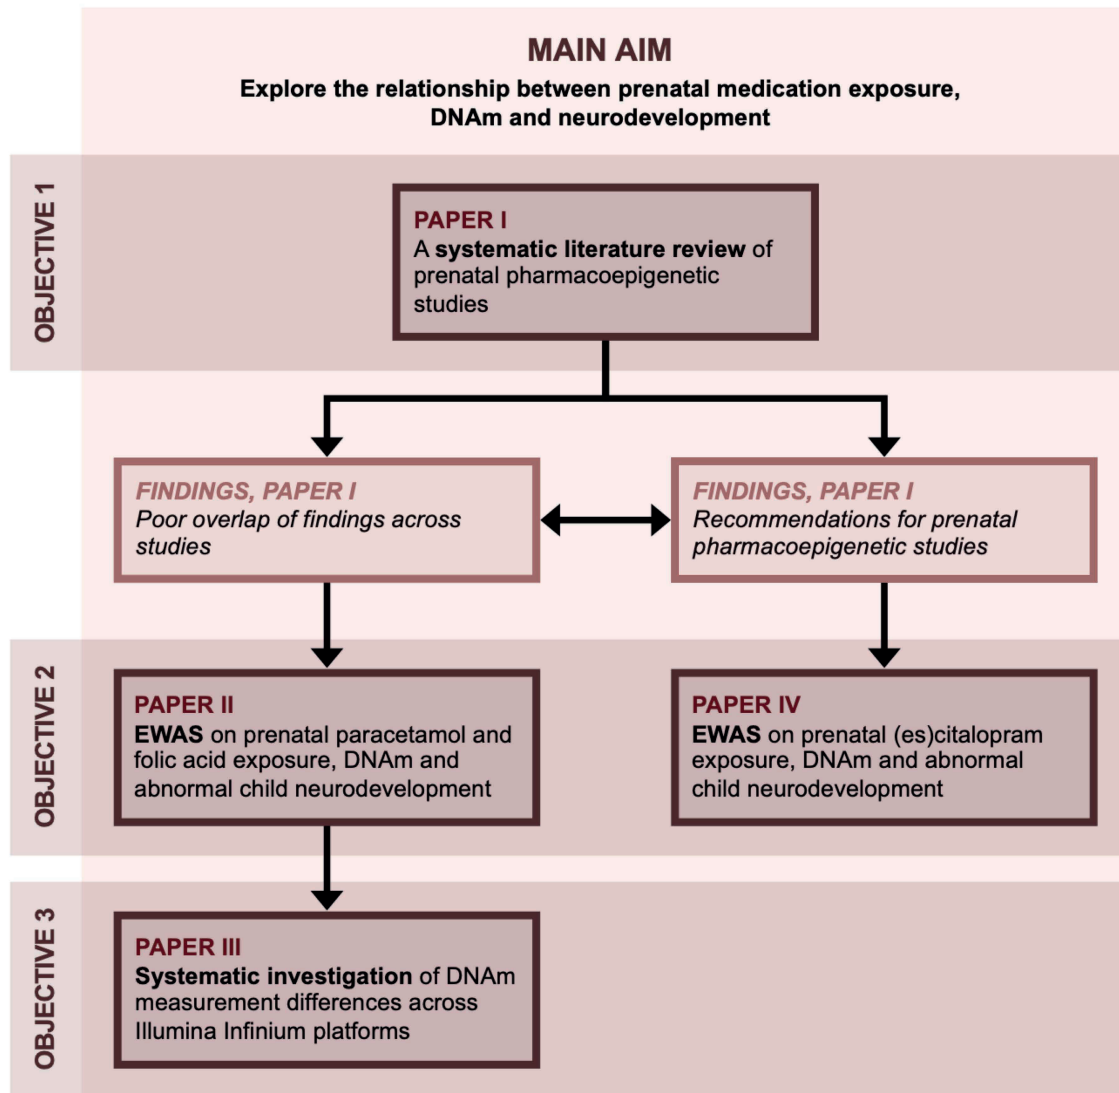 MAIN AIM
Explore the relationship between prenatal medication exposure,
DNAm and neurodevelopment
OBJECTIVE 1
PAPER I
A systematic literature review of
prenatal pharmacoepigenetic
studies
FINDINGS, PAPER I
Poor overlap of findings across
studies
FINDINGS, PAPER I
Recommendations for prenatal
pharmacoepigenetic studies
OBJECTIVE 2
PAPER II
EWAS on prenatal paracetamol and
folic acid exposure, DNAm and
abnormal child neurodevelopment
PAPER IV
EWAS on prenatal (es)citalopram
exposure, DNAm and abnormal
child neurodevelopment
OBJECTIVE 3
PAPER III
Systematic investigation of DNAm
measurement differences across
Illumina Infinium platforms